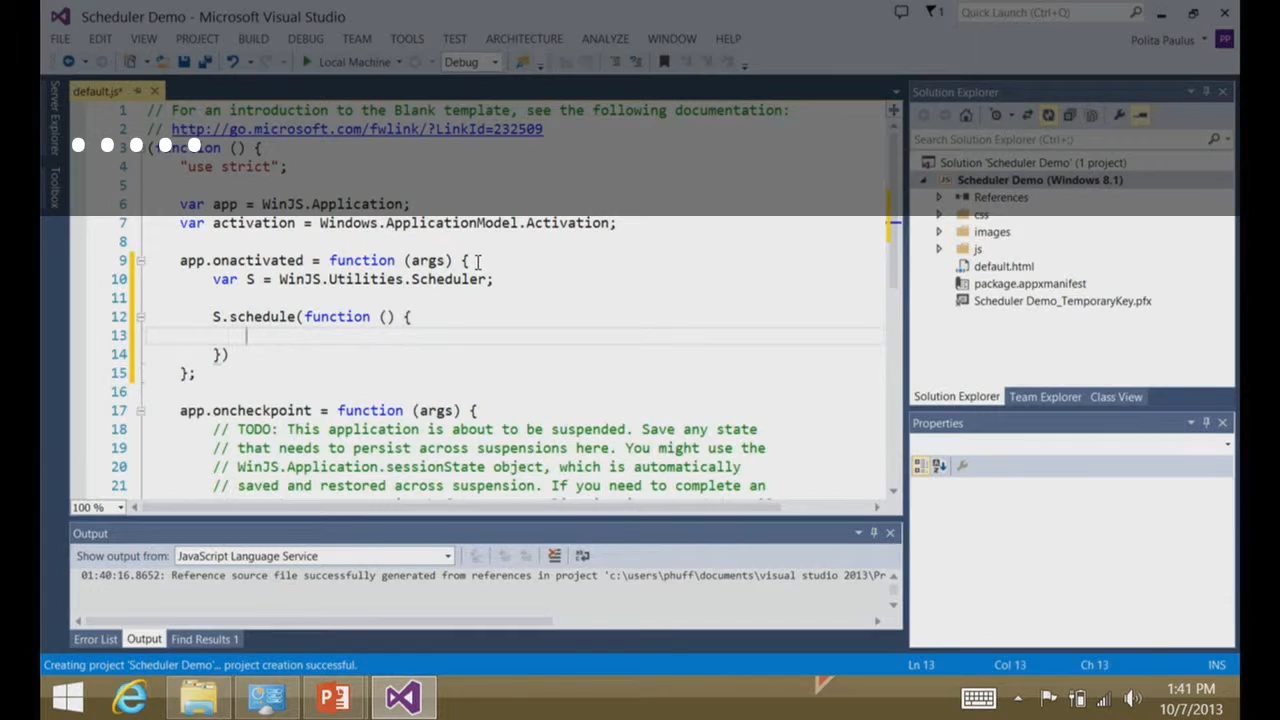 Scheduler Demo - Microsoft Visual Studio
1
Quick Launch (Ctrl+Q)
FILE EDIT VIEW PROJECT BUILD DEBUG TEAM TOOLS TEST ARCHITECTURE ANALYZE WINDOW HELP
Polita Paulus PP
Local Machine Debug
Server Explorer
Toolbox
default.js*
1 // For an introduction to the Blank template, see the following documentation:
2 // http://go.microsoft.com/fwlink/?LinkId=232509
3 (function () {
4 "use strict";
5
6 var app = WinJS.Application;
7 var activation = Windows.ApplicationModel.Activation;
8
9 app.onactivated = function (args) {
10 var S = WinJS.Utilities.Scheduler;
11
12 S.schedule(function () {
13
14 })
15 };
16
17 app.oncheckpoint = function (args) {
18 // TODO: This application is about to be suspended. Save any state
19 // that needs to persist across suspensions here. You might use the
20 // WinJS.Application.sessionState object, which is automatically
21 // saved and restored across suspension. If you need to complete an
100 %
Solution Explorer
Search Solution Explorer (Ctrl+;)
Solution 'Scheduler Demo' (1 project)
JS Scheduler Demo (Windows 8.1)
References
css
images
js
default.html
package.appxmanifest
Scheduler Demo_TemporaryKey.pfx
Solution Explorer Team Explorer Class View
Properties
Output
Show output from: JavaScript Language Service
01:40:16.8652: Reference source file successfully generated from references in project 'c:\users\phuff\documents\visual studio 2013\Pr
Error List Output Find Results 1
Creating project 'Scheduler Demo'... project creation successful.
Ln 13 Col 13 Ch 13 INS
1:41 PM
10/7/2013